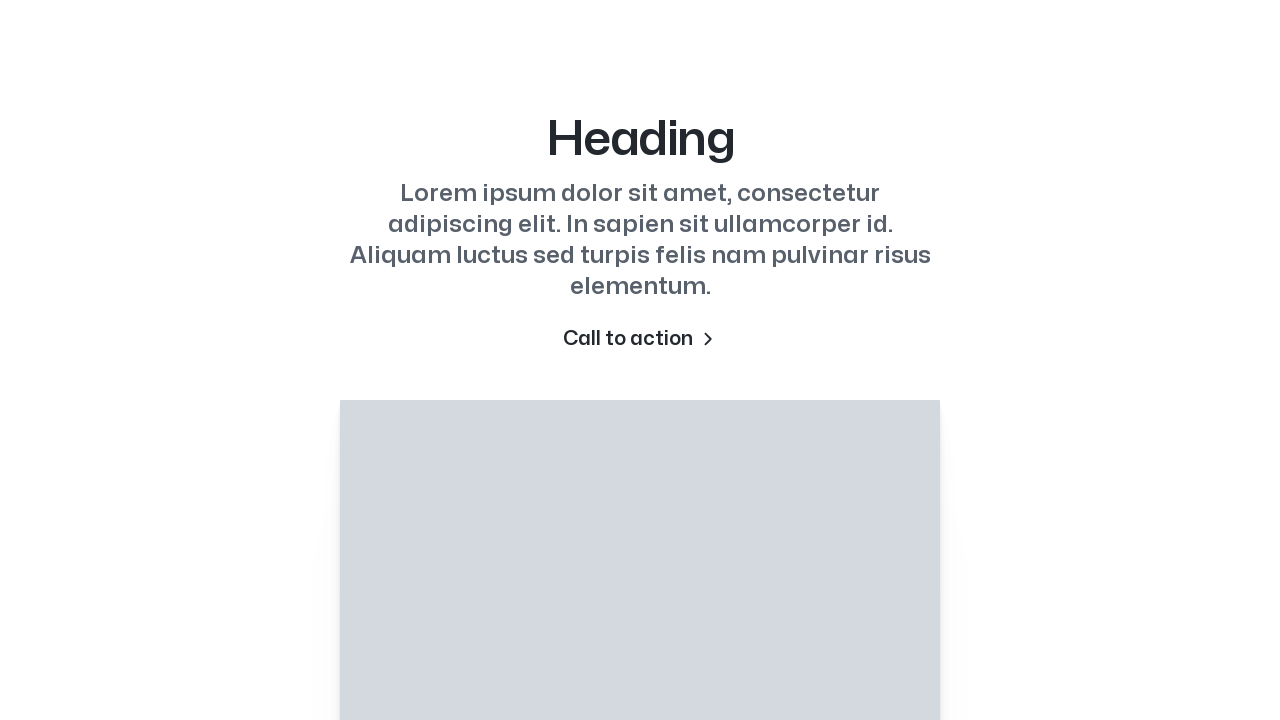 Heading
Lorem ipsum dolor sit amet, consectetur
adipiscing elit. In sapien sit ullamcorper id.
Aliquam luctus sed turpis felis nam pulvinar risus
elementum.
Call to action